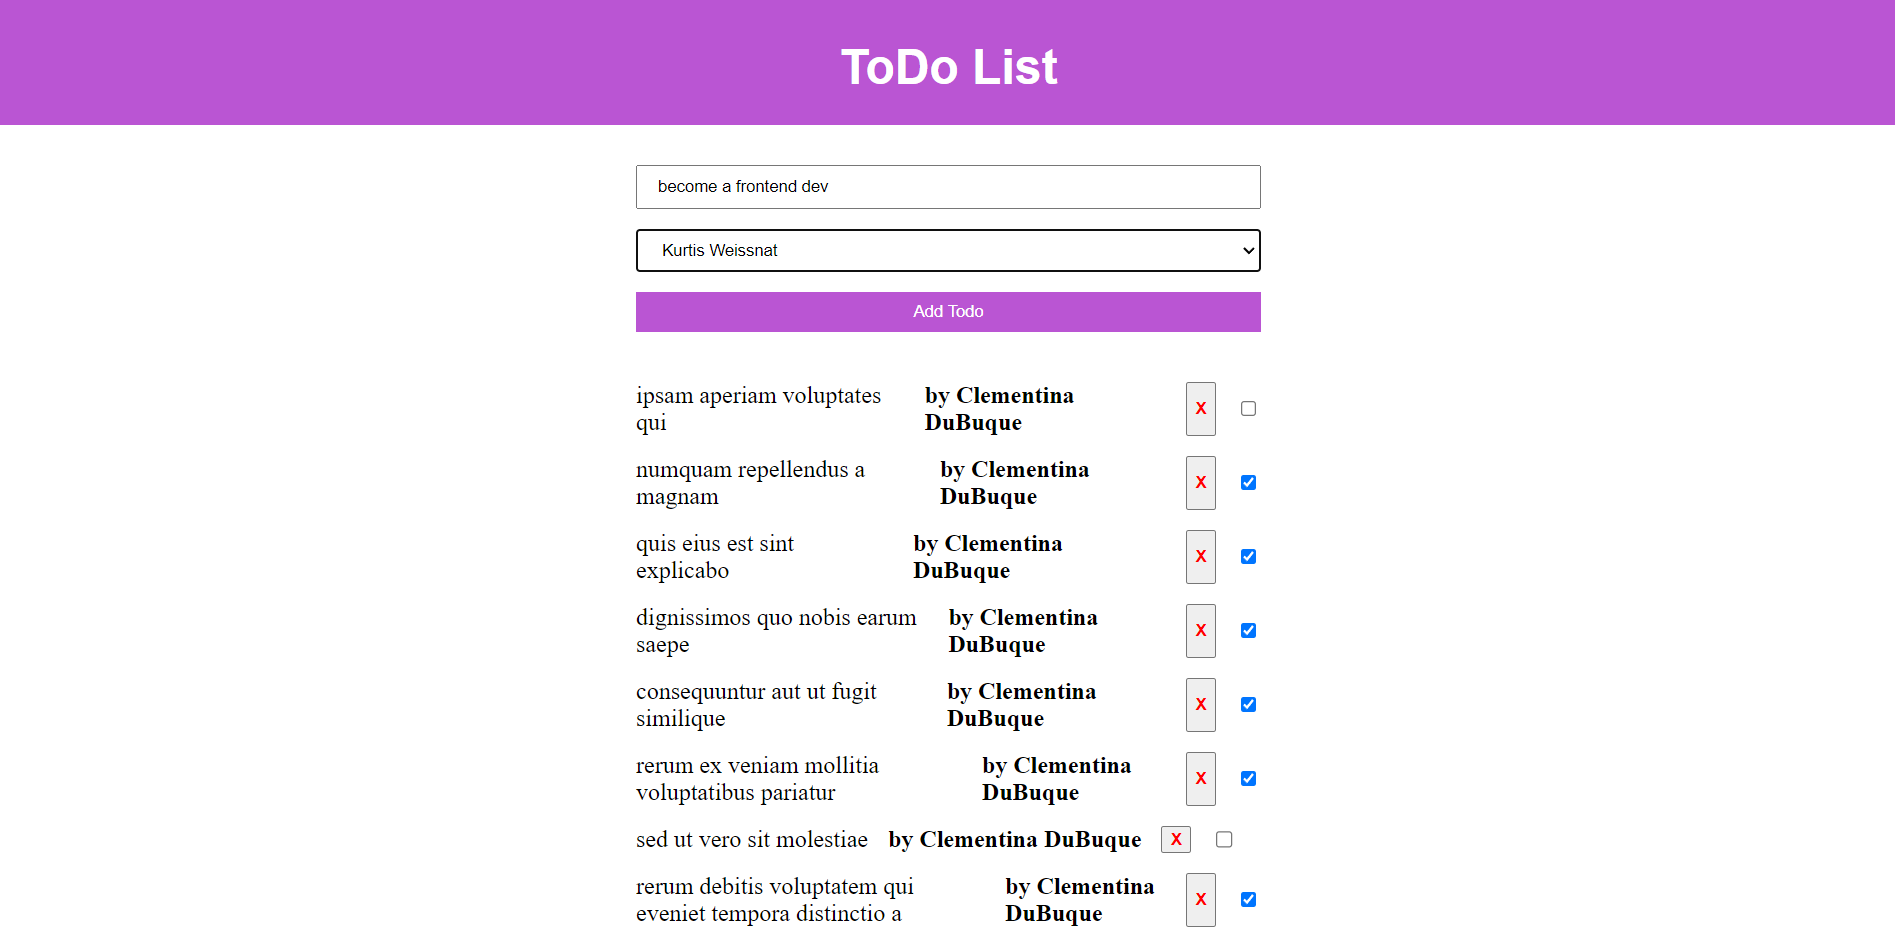 ToDo List
become a frontend dev
Kurtis Weissnat
Add Todo
ipsam aperiam voluptates
qui
by Clementina
DuBuque
X
numquam repellendus a
magnam
by Clementina
DuBuque
X
quis eius est sint
explicabo
by Clementina
DuBuque
X
dignissimos quo nobis earum
saepe
by Clementina
DuBuque
X
consequuntur aut ut fugit
similique
by Clementina
DuBuque
X
rerum ex veniam mollitia
voluptatibus pariatur
by Clementina
DuBuque
X
sed ut vero sit molestiae by Clementina DuBuque X
rerum debitis voluptatem qui
eveniet tempora distinctio a
by Clementina
DuBuque
X